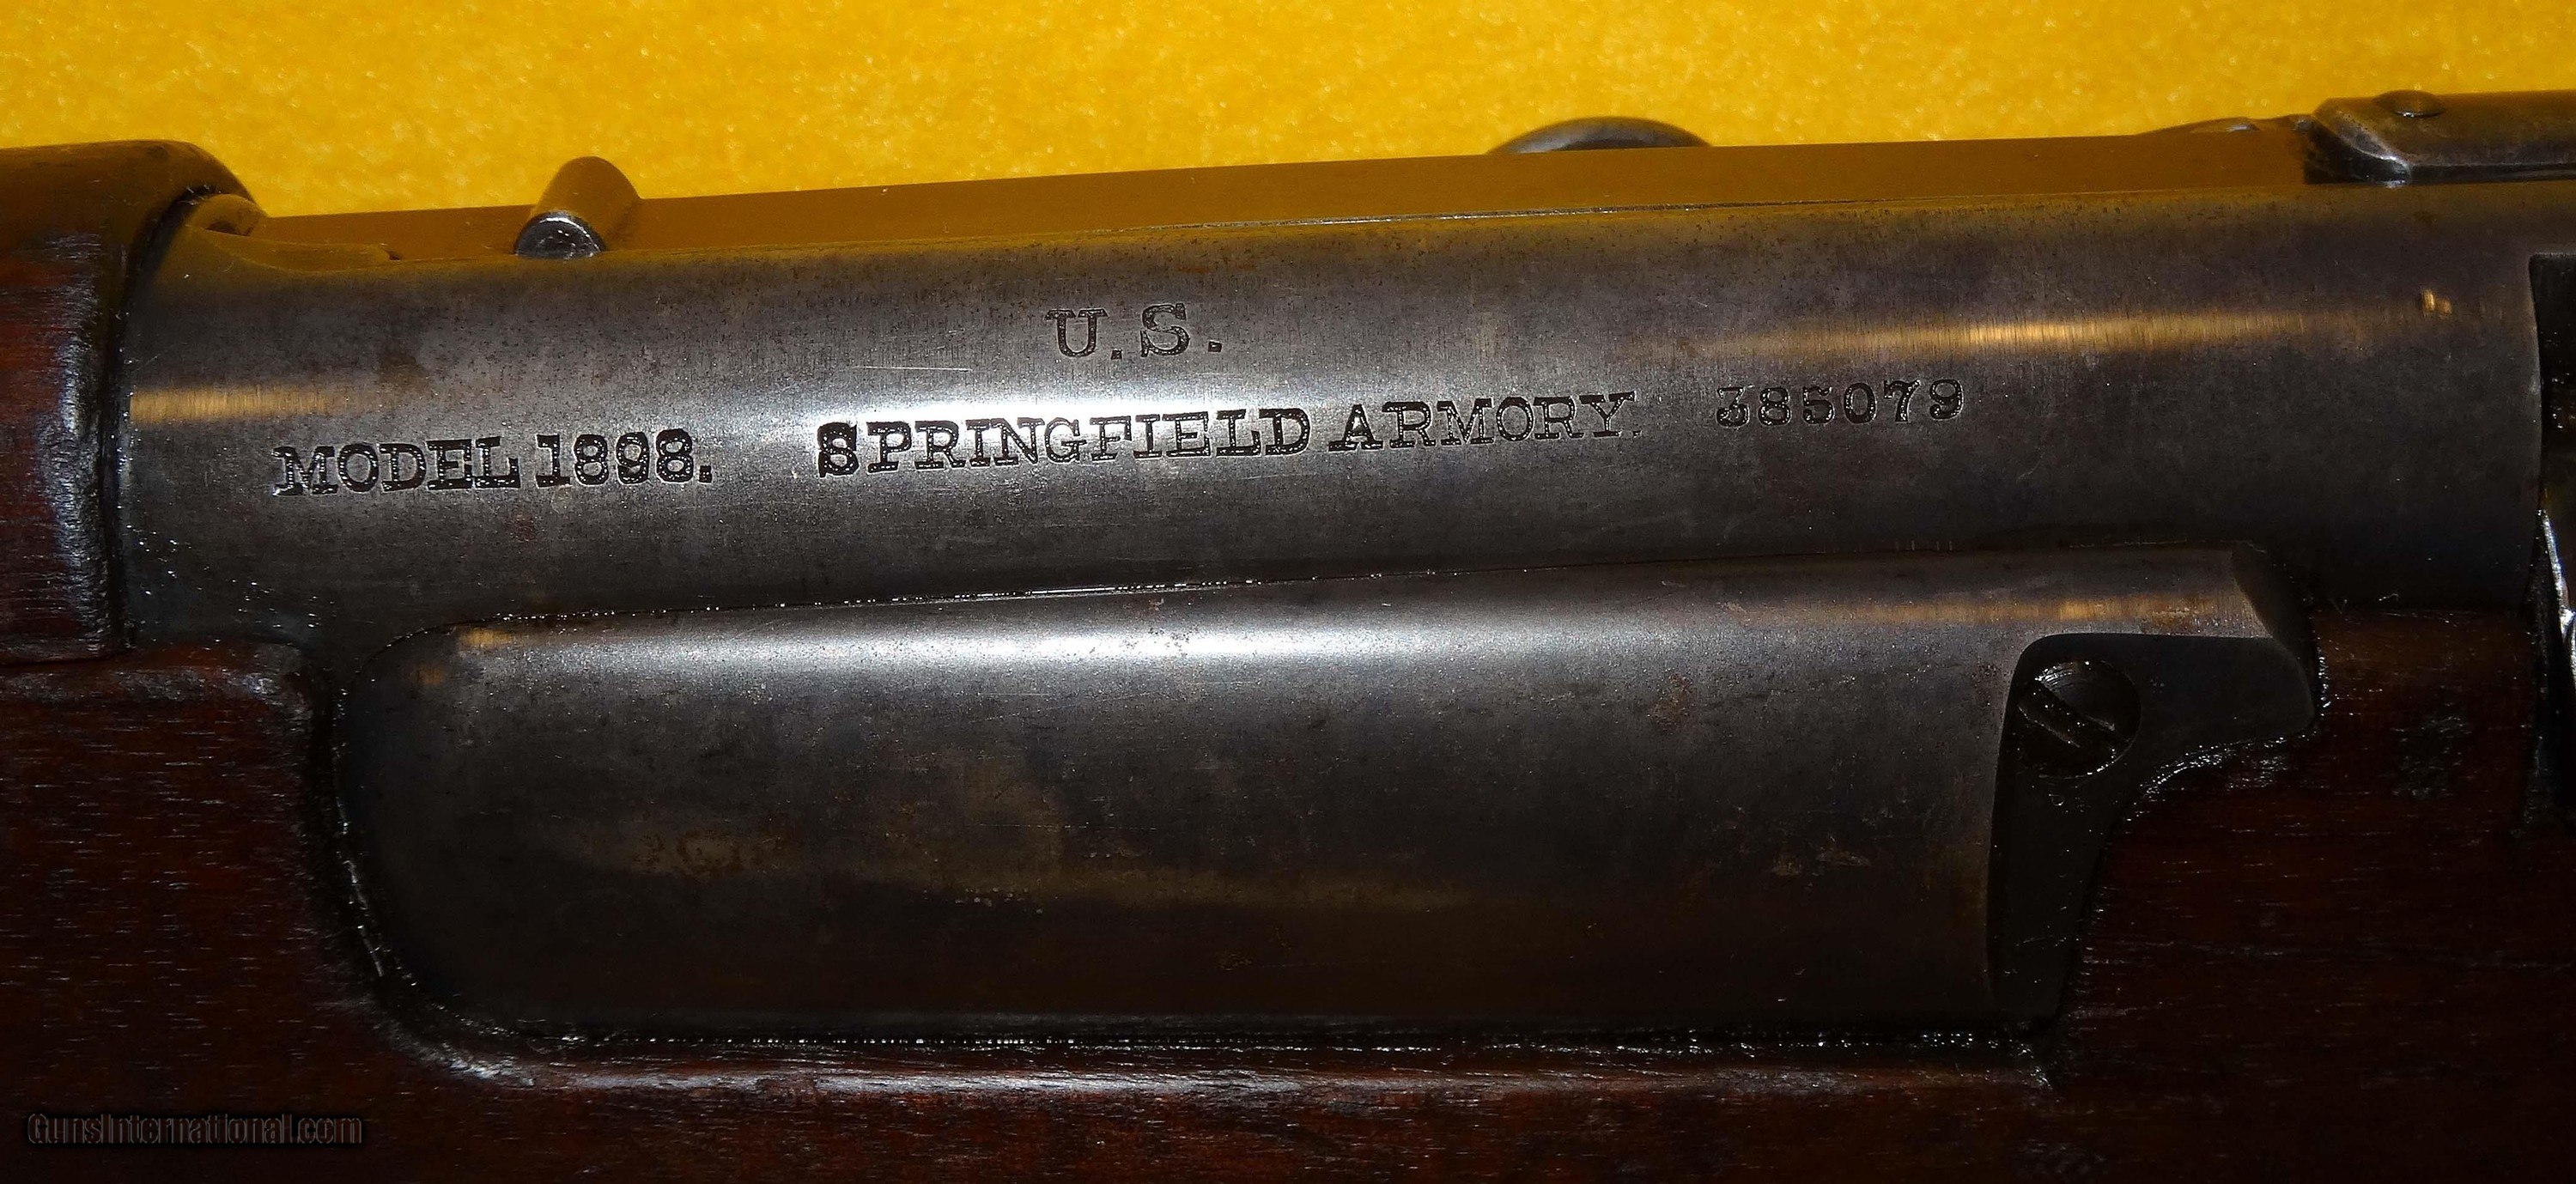 U.S.
MODEL 1898. SPRINGFIELD ARMORY. 385079
GunsInternational.com